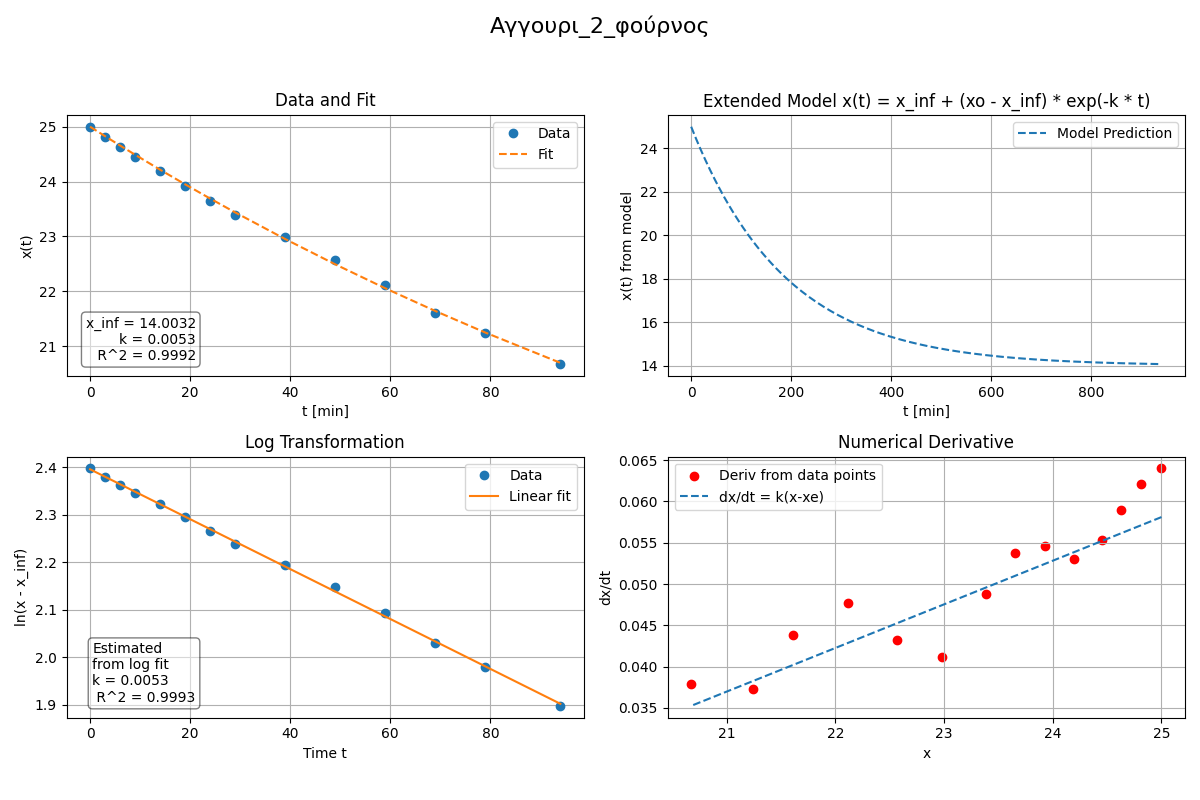 Αγγουρι_2_φούρνος
Data and Fit
25
24
23
22
21
x(t)
Data
Fit
x_inf = 14.0032
k = 0.0053
R^2 = 0.9992
0 20 40 60 80
t [min]
Extended Model x(t) = x_inf + (xo - x_inf) * exp(-k * t)
24
22
20
18
16
14
x(t) from model
Model Prediction
0 200 400 600 800
t [min]
Log Transformation
2.4
2.3
2.2
2.1
2.0
1.9
ln(x - x_inf)
Data
Linear fit
Estimated
from log fit
k = 0.0053
R^2 = 0.9993
0 20 40 60 80
Time t
Numerical Derivative
0.065
0.060
0.055
0.050
0.045
0.040
0.035
dx/dt
Deriv from data points
dx/dt = k(x-xe)
21 22 23 24 25
x